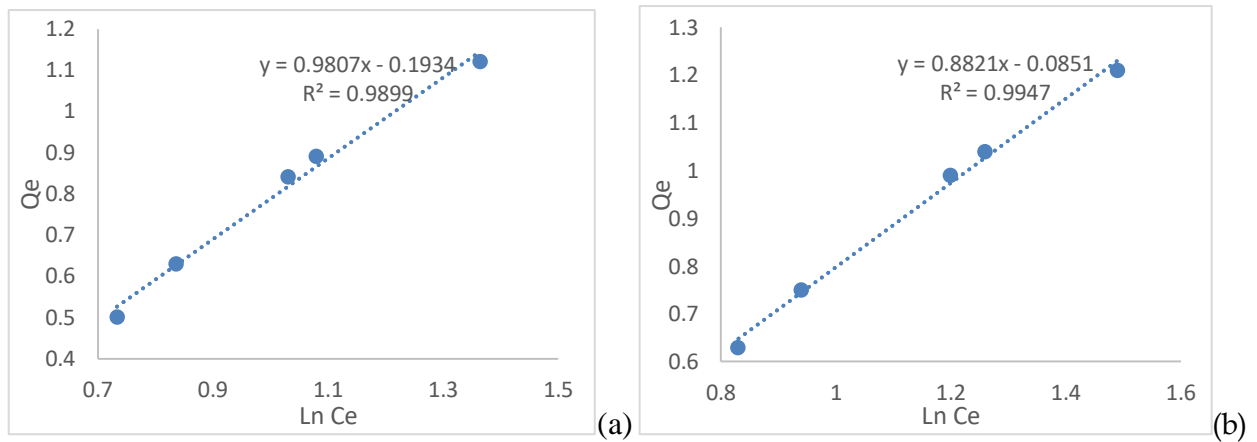 1.2
1.1
1
0.9
0.8
0.7
0.6
0.5
0.4
Qe
y = 0.9807x - 0.1934
R² = 0.9899
0.7 0.9 1.1 1.3 1.5
Ln Ce
(a)
1.3
1.2
1.1
1
0.9
0.8
0.7
0.6
Qe
y = 0.8821x - 0.0851
R² = 0.9947
0.8 1 1.2 1.4 1.6
Ln Ce
(b)